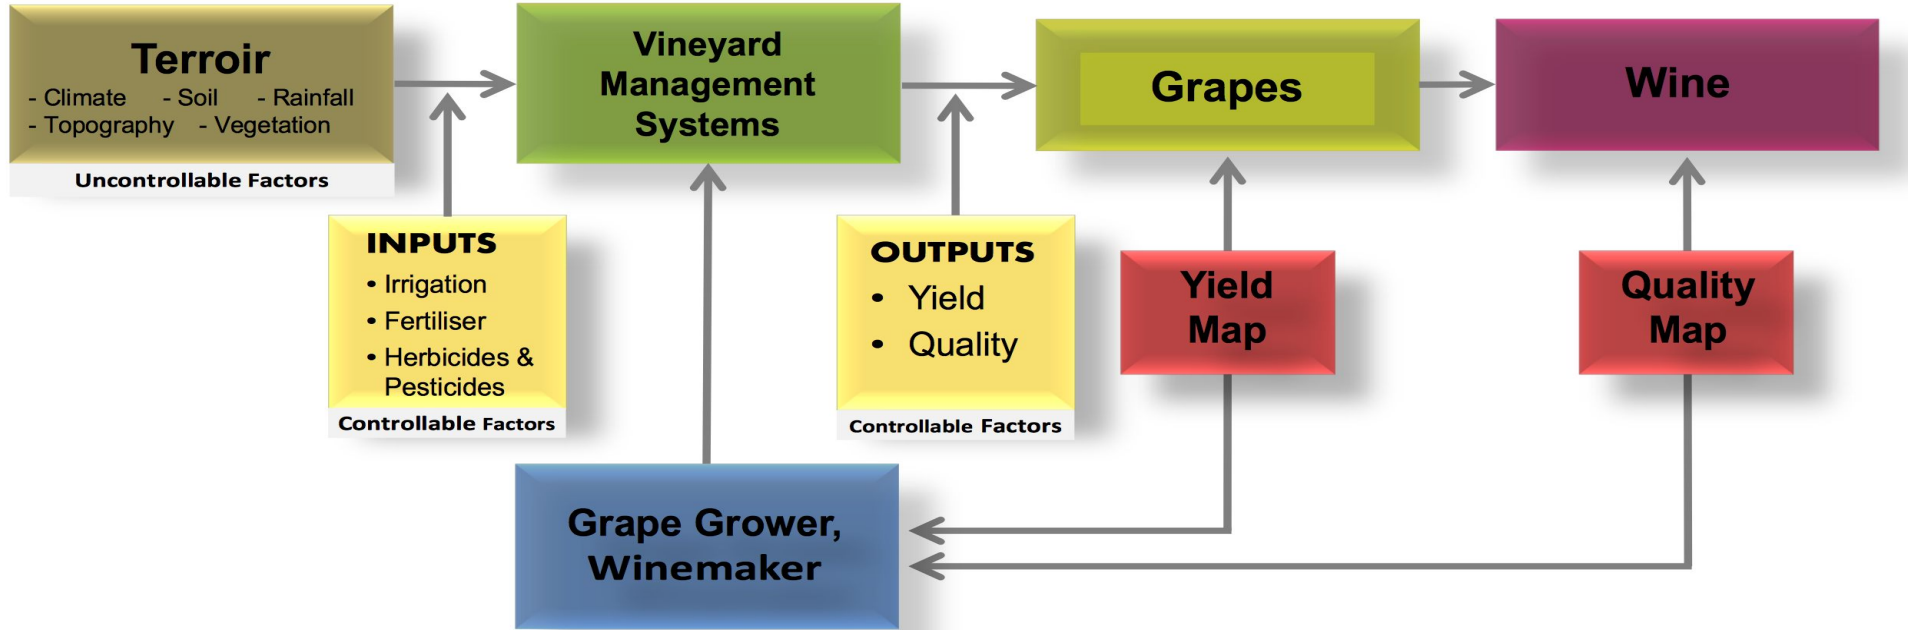 Terroir
- Climate - Soil - Rainfall
- Topography - Vegetation
Uncontrollable Factors
Vineyard
Management
Systems
Grapes
Wine
INPUTS
• Irrigation
• Fertiliser
• Herbicides &
Pesticides
Controllable Factors
OUTPUTS
• Yield
• Quality
Controllable Factors
Yield
Map
Quality
Map
Grape Grower,
Winemaker